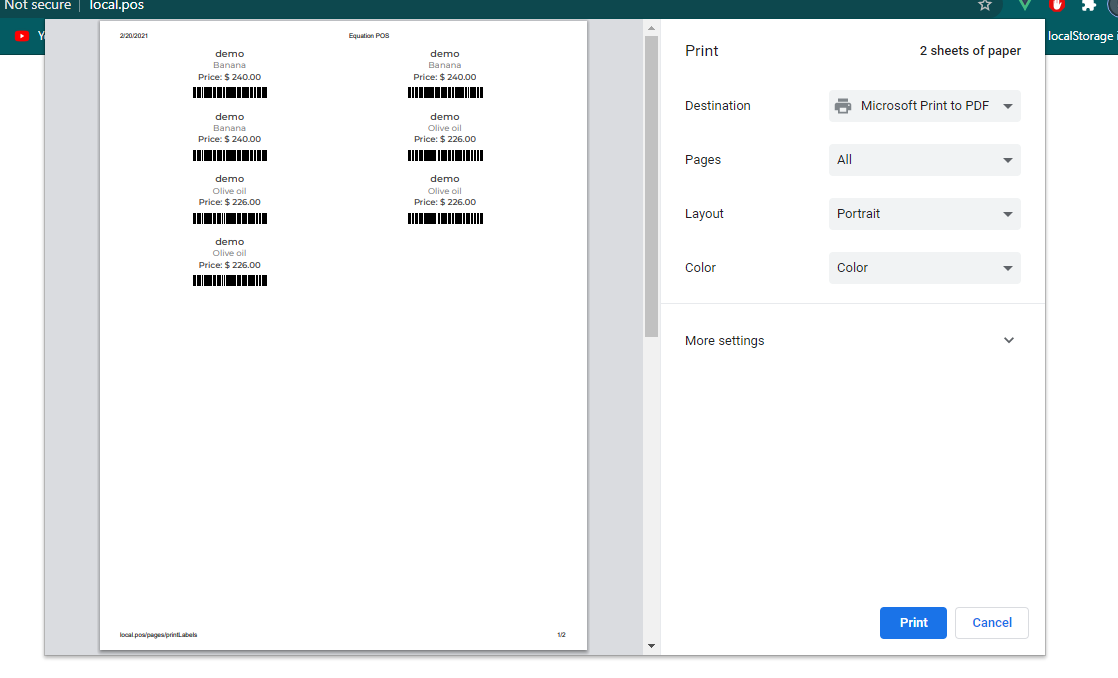 Not secure | local.pos
localStorage
2/20/2021 Equation POS
demo demo
Banana Banana
Price: $ 240.00 Price: $ 240.00
demo demo
Banana Olive oil
Price: $ 240.00 Price: $ 226.00
demo demo
Olive oil Olive oil
Price: $ 226.00 Price: $ 226.00
demo
Olive oil
Price: $ 226.00
local.pos/pages/printLabels 1/2
Print 2 sheets of paper
Destination Microsoft Print to PDF
Pages All
Layout Portrait
Color Color
More settings
Print Cancel